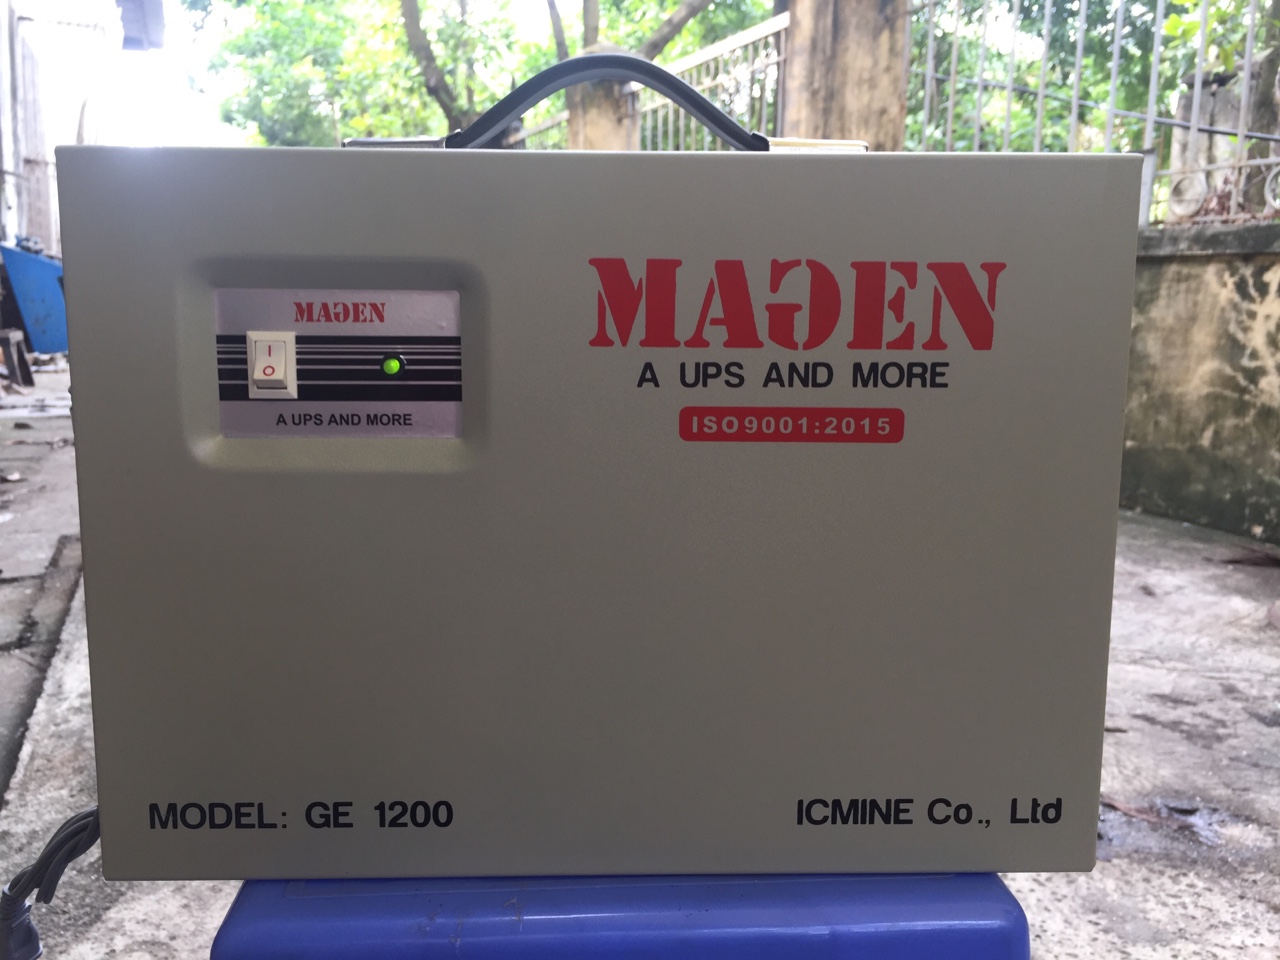 MAGEN
A UPS AND MORE
MAGEN
A UPS AND MORE
ISO9001:2015
MODEL: GE 1200
ICMINE Co., Ltd